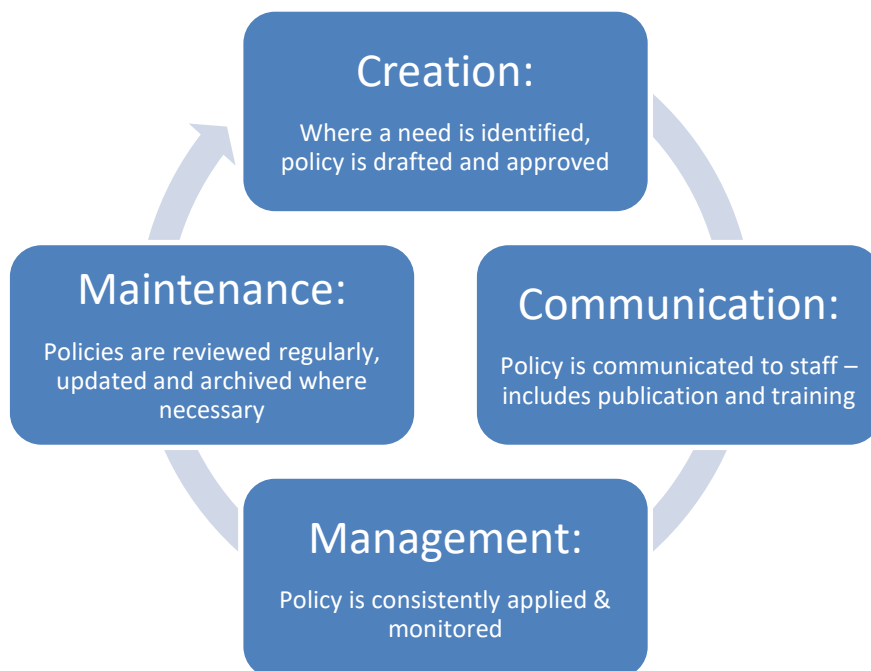 Creation:
Where a need is identified,
policy is drafted and approved
Communication:
Policy is communicated to staff –
includes publication and training
Management:
Policy is consistently applied &
monitored
Maintenance:
Policies are reviewed regularly,
updated and archived where
necessary